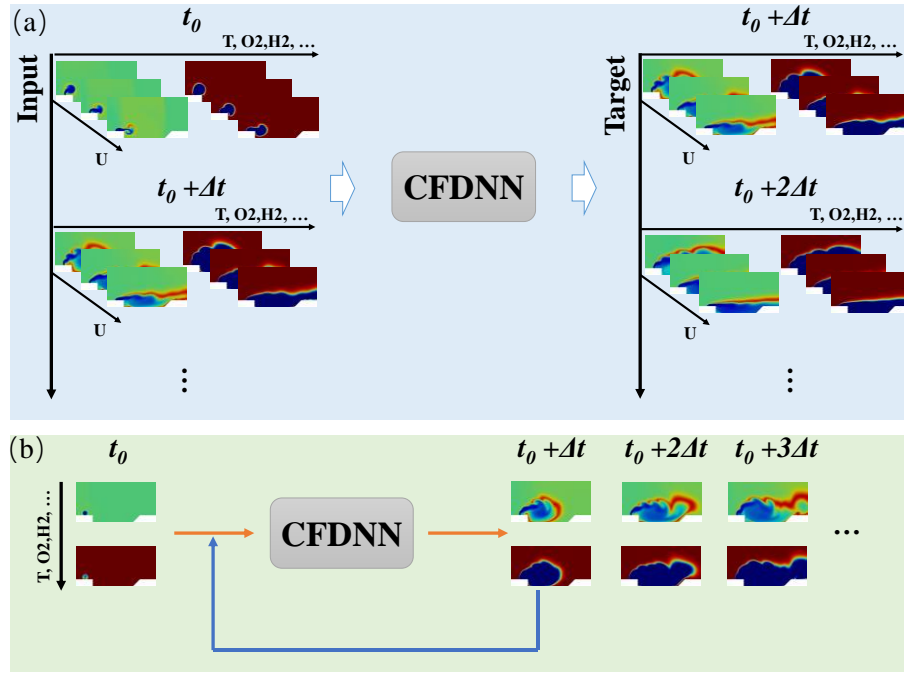 (a)
t0
T, O2,H2, ...
Input
U
t0 +Δt
T, O2,H2, ...
U
⋮
CFDNN
t0 +Δt
T, O2,H2, ...
Target
U
t0 +2Δt
T, O2,H2, ...
U
⋮
(b)
t0
T, O2,H2, ...
CFDNN
t0 +Δt
t0 +2Δt
t0 +3Δt
...